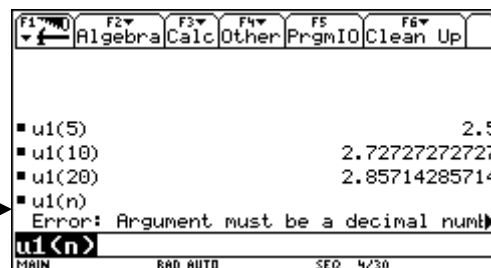 F1 F2 F3 F4 F5 F6
Algebra Calc Other PrgmIO Clean Up
u1(5) 2.5
u1(10) 2.72727272727
u1(20) 2.85714285714
u1(n)
Error: Argument must be a decimal numb
u1(n)
MAIN RAD AUTO SEQ 4/30